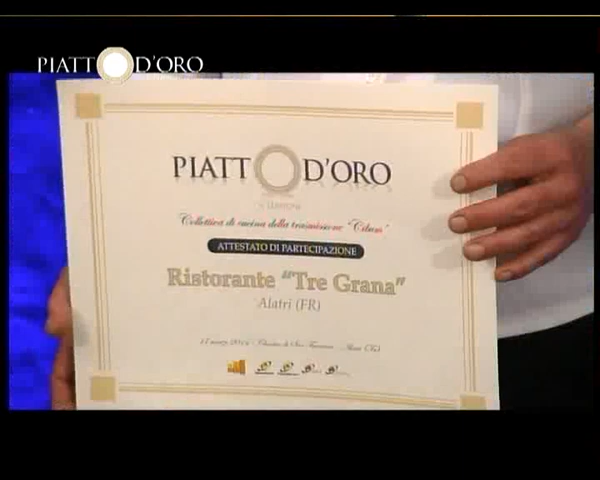 PIATTO D'ORO
PIATTO D'ORO
Collettiva di cucina della trasmissione "Cibus"
ATTESTATO DI PARTECIPAZIONE
Ristorante "Tre Grana"
Alatri (FR)